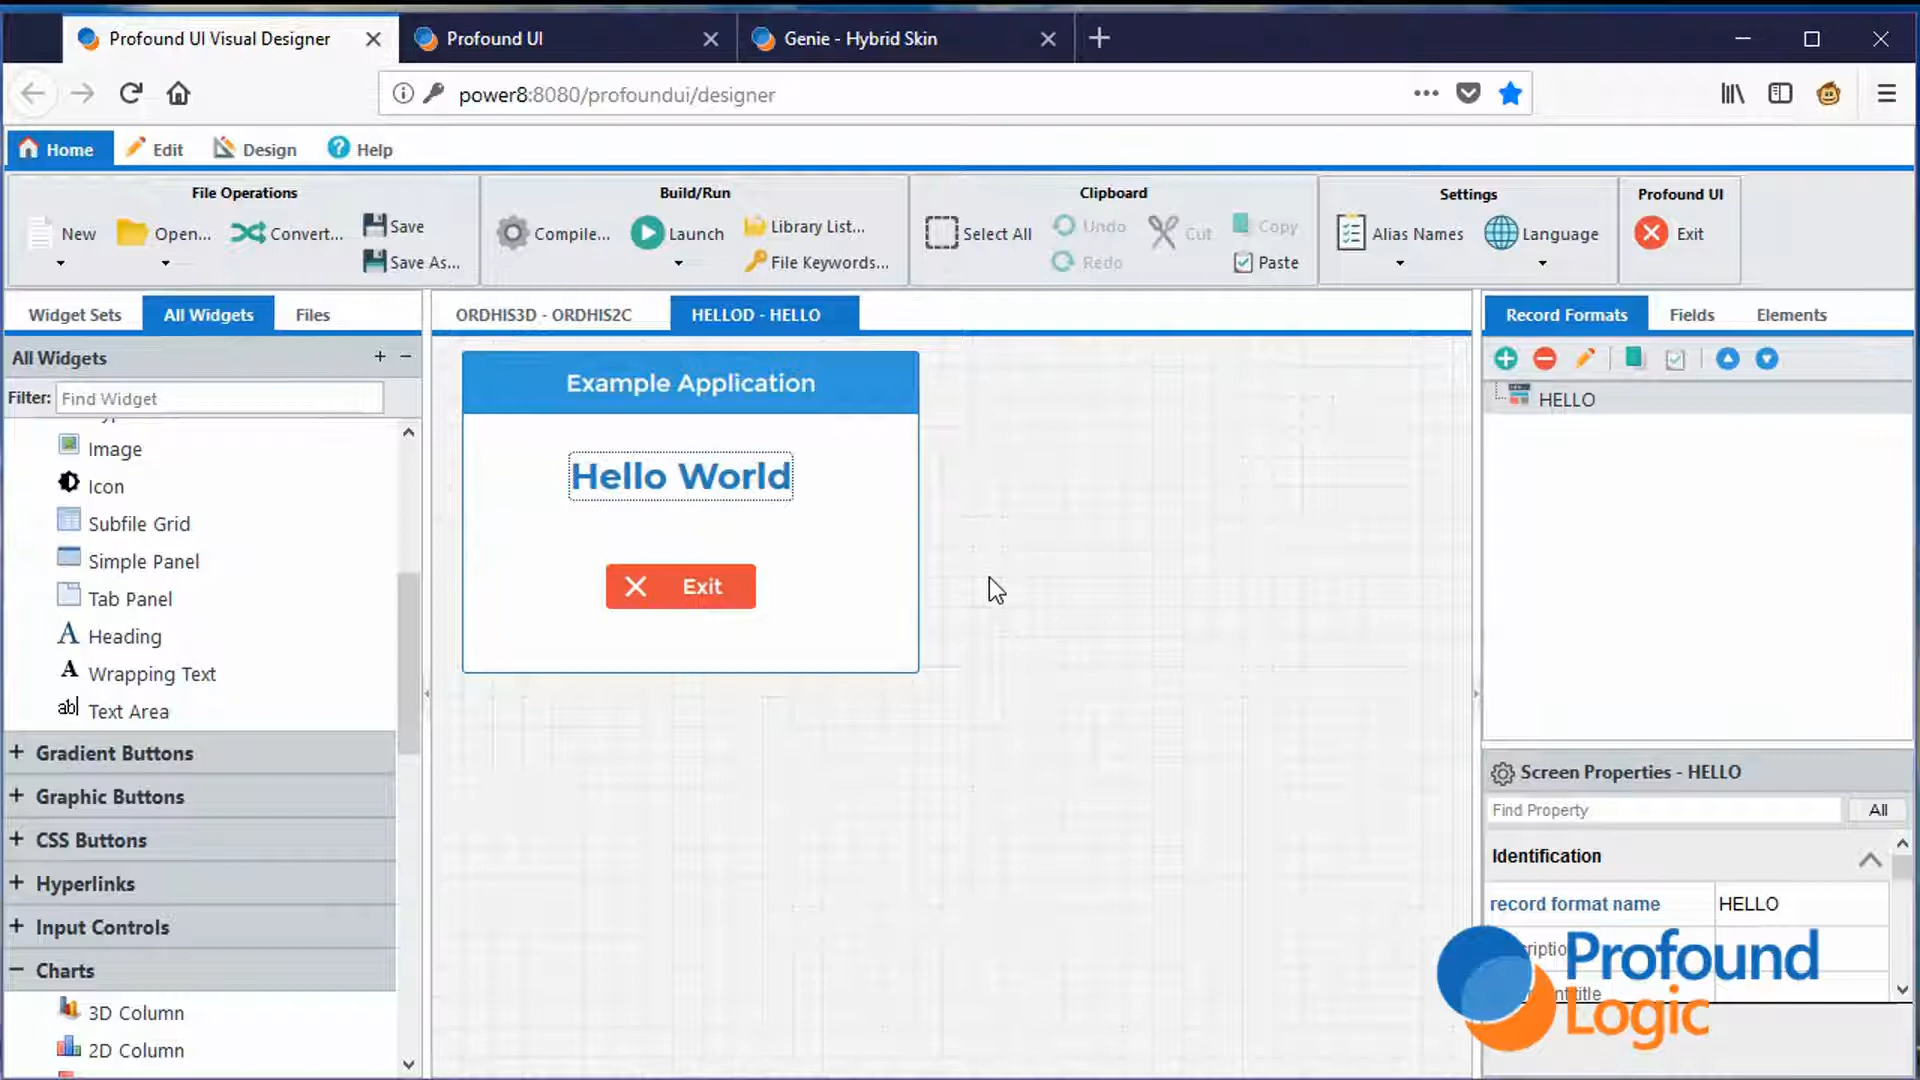 Profound UI Visual Designer
Profound UI
Genie - Hybrid Skin
power8:8080/profoundui/designer
Home
Edit
Design
Help
File Operations
Build/Run
Clipboard
Settings
Profound UI
New
Open...
Convert...
Save
Save As...
Compile...
Launch
Library List...
File Keywords...
Select All
Undo
Redo
Cut
Copy
Paste
Alias Names
Language
Exit
Widget Sets
All Widgets
Files
ORDHIS3D - ORDHIS2C
HELLOD - HELLO
Record Formats
Fields
Elements
All Widgets
Filter:
Find Widget
Image
Icon
Subfile Grid
Simple Panel
Tab Panel
Heading
Wrapping Text
Text Area
Gradient Buttons
Graphic Buttons
CSS Buttons
Hyperlinks
Input Controls
Charts
3D Column
2D Column
Example Application
Hello World
Exit
HELLO
Screen Properties - HELLO
Find Property
All
Identification
record format name
HELLO
Profound
Logic